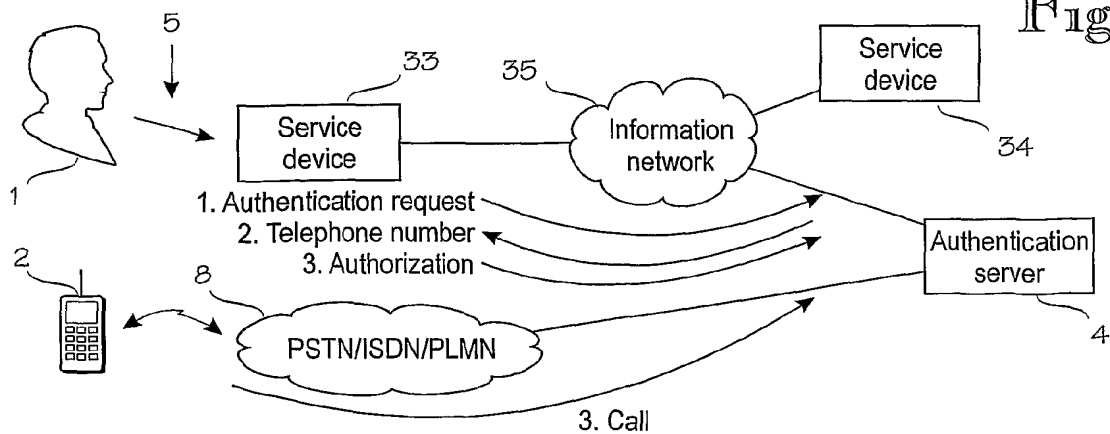 Fig
5
33
35
Service
device
34
1
Service
device
Information
network
1. Authentication request
2. Telephone number
3. Authorization
Authentication
server
4
2
8
PSTN/ISDN/PLMN
3. Call